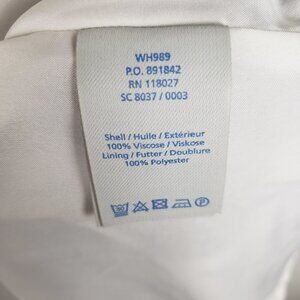 WH989
P.O. 891842
RN 118027
SC 8037 / 0003
Shell / Huile / Extérieur
100% Viscose / Viskose
Lining / Futter / Doublure
100% Polyester